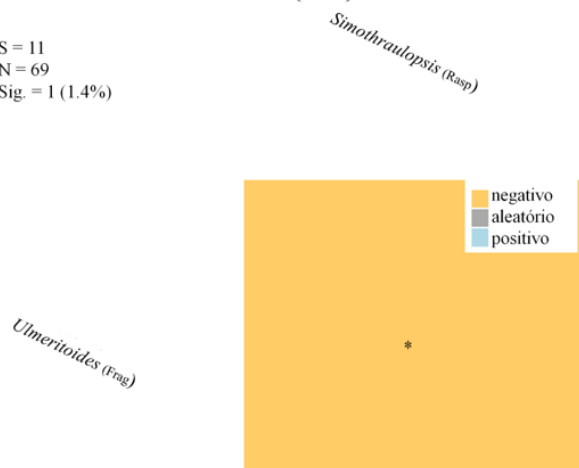 Simothraulopsis (Rasp)
S = 11
N = 69
Sig. = 1 (1.4%)
negativo
aleatório
positivo
*
Ulmeritoides (Frag)